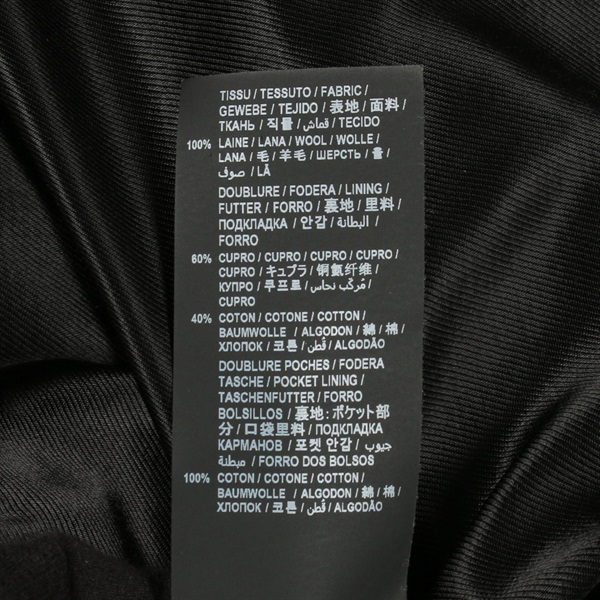 TISSU / TESSUTO / FABRIC /
GEWEBE / TEJIDO / 表地 / 面料 /
ТКАНЬ / 직물 / قماش / TECIDO
100% LAINE / LANA / WOOL / WOLLE /
LANA / 毛 / 羊毛 / ШЕРСТЬ / 울
/ صوف / LÃ
DOUBLURE / FODERA / LINING /
FUTTER / FORRO / 裏地 / 里料 /
ПОДКЛАДКА / 안감 / البطانة /
FORRO
60% CUPRO / CUPRO / CUPRO / CUPRO /
CUPRO / キュプラ / 铜氨纤维 /
КУПРО / 쿠프로 / مُركّب نحاس /
CUPRO
40% COTON / COTONE / COTTON /
BAUMWOLLE / ALGODON / 綿 / 棉 /
ХЛОПОК / 코튼 / قُطن / ALGODÃO
DOUBLURE POCHES / FODERA
TASCHE / POCKET LINING /
TASCHENFUTTER / FORRO
BOLSILLOS / 裏地: ポケット部
分 / 口袋里料 / ПОДКЛАДКА
КАРМАНОВ / 포켓 안감 / جيوب
مبطنة / FORRO DOS BOLSOS
100% COTON / COTONE / COTTON /
BAUMWOLLE / ALGODON / 綿 / 棉 /
ХЛОПОК / 코튼 / قُطن / ALGODÃO